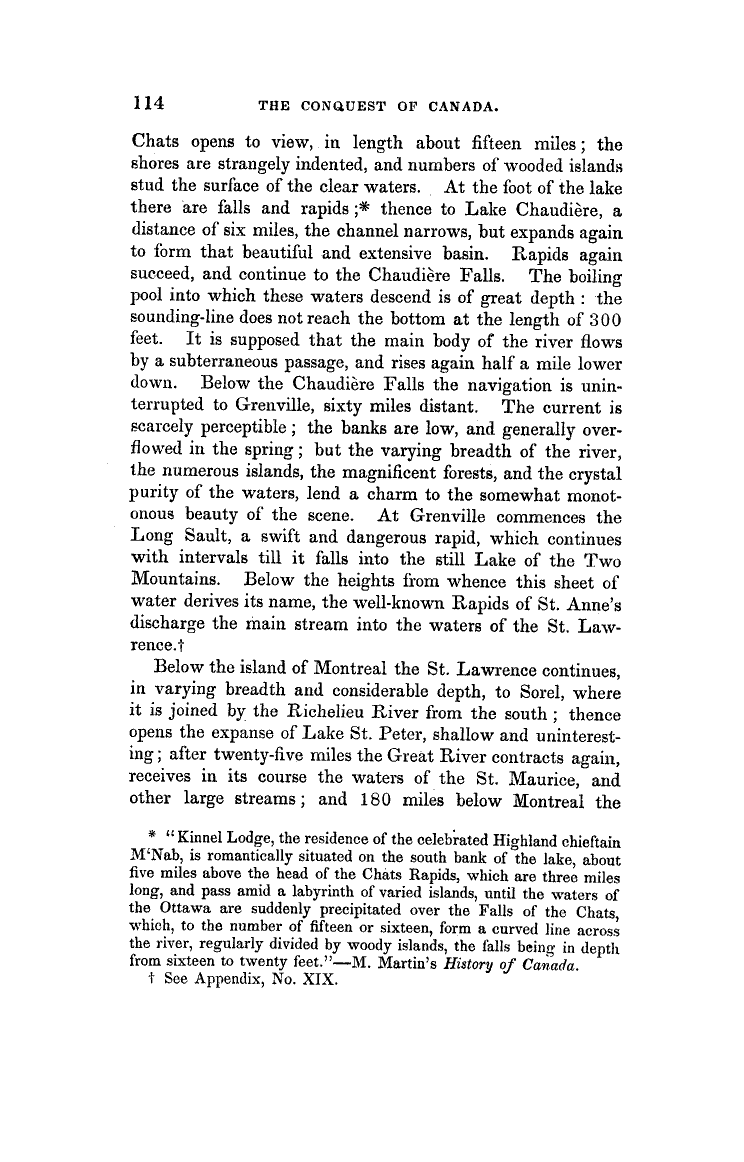 114 THE CONQUEST OF CANADA.
Chats opens to view, in length about fifteen miles; the
shores are strangely indented, and numbers of wooded islands
stud the surface of the clear waters. At the foot of the lake
there are falls and rapids;* thence to Lake Chaudière, a
distance of six miles, the channel narrows, but expands again
to form that beautiful and extensive basin. Rapids again
succeed, and continue to the Chaudière Falls. The boiling
pool into which these waters descend is of great depth: the
sounding-line does not reach the bottom at the length of 300
feet. It is supposed that the main body of the river flows
by a subterraneous passage, and rises again half a mile lower
down. Below the Chaudière Falls the navigation is unin-
terrupted to Grenville, sixty miles distant. The current is
scarcely perceptible; the banks are low, and generally over-
flowed in the spring; but the varying breadth of the river,
the numerous islands, the magnificent forests, and the crystal
purity of the waters, lend a charm to the somewhat monot-
onous beauty of the scene. At Grenville commences the
Long Sault, a swift and dangerous rapid, which continues
with intervals till it falls into the still Lake of the Two
Mountains. Below the heights from whence this sheet of
water derives its name, the well-known Rapids of St. Anne's
discharge the main stream into the waters of the St. Law-
rence.†
Below the island of Montreal the St. Lawrence continues,
in varying breadth and considerable depth, to Sorel, where
it is joined by the Richelieu River from the south; thence
opens the expanse of Lake St. Peter, shallow and uninterest-
ing; after twenty-five miles the Great River contracts again,
receives in its course the waters of the St. Maurice, and
other large streams; and 180 miles below Montreal the
* "Kinnel Lodge, the residence of the celebrated Highland chieftain
M'Nab, is romantically situated on the south bank of the lake, about
five miles above the head of the Chats Rapids, which are three miles
long, and pass amid a labyrinth of varied islands, until the waters of
the Ottawa are suddenly precipitated over the Falls of the Chats,
which, to the number of fifteen or sixteen, form a curved line across
the river, regularly divided by woody islands, the falls being in depth
from sixteen to twenty feet."—M. Martin's History of Canada.
† See Appendix, No. XIX.